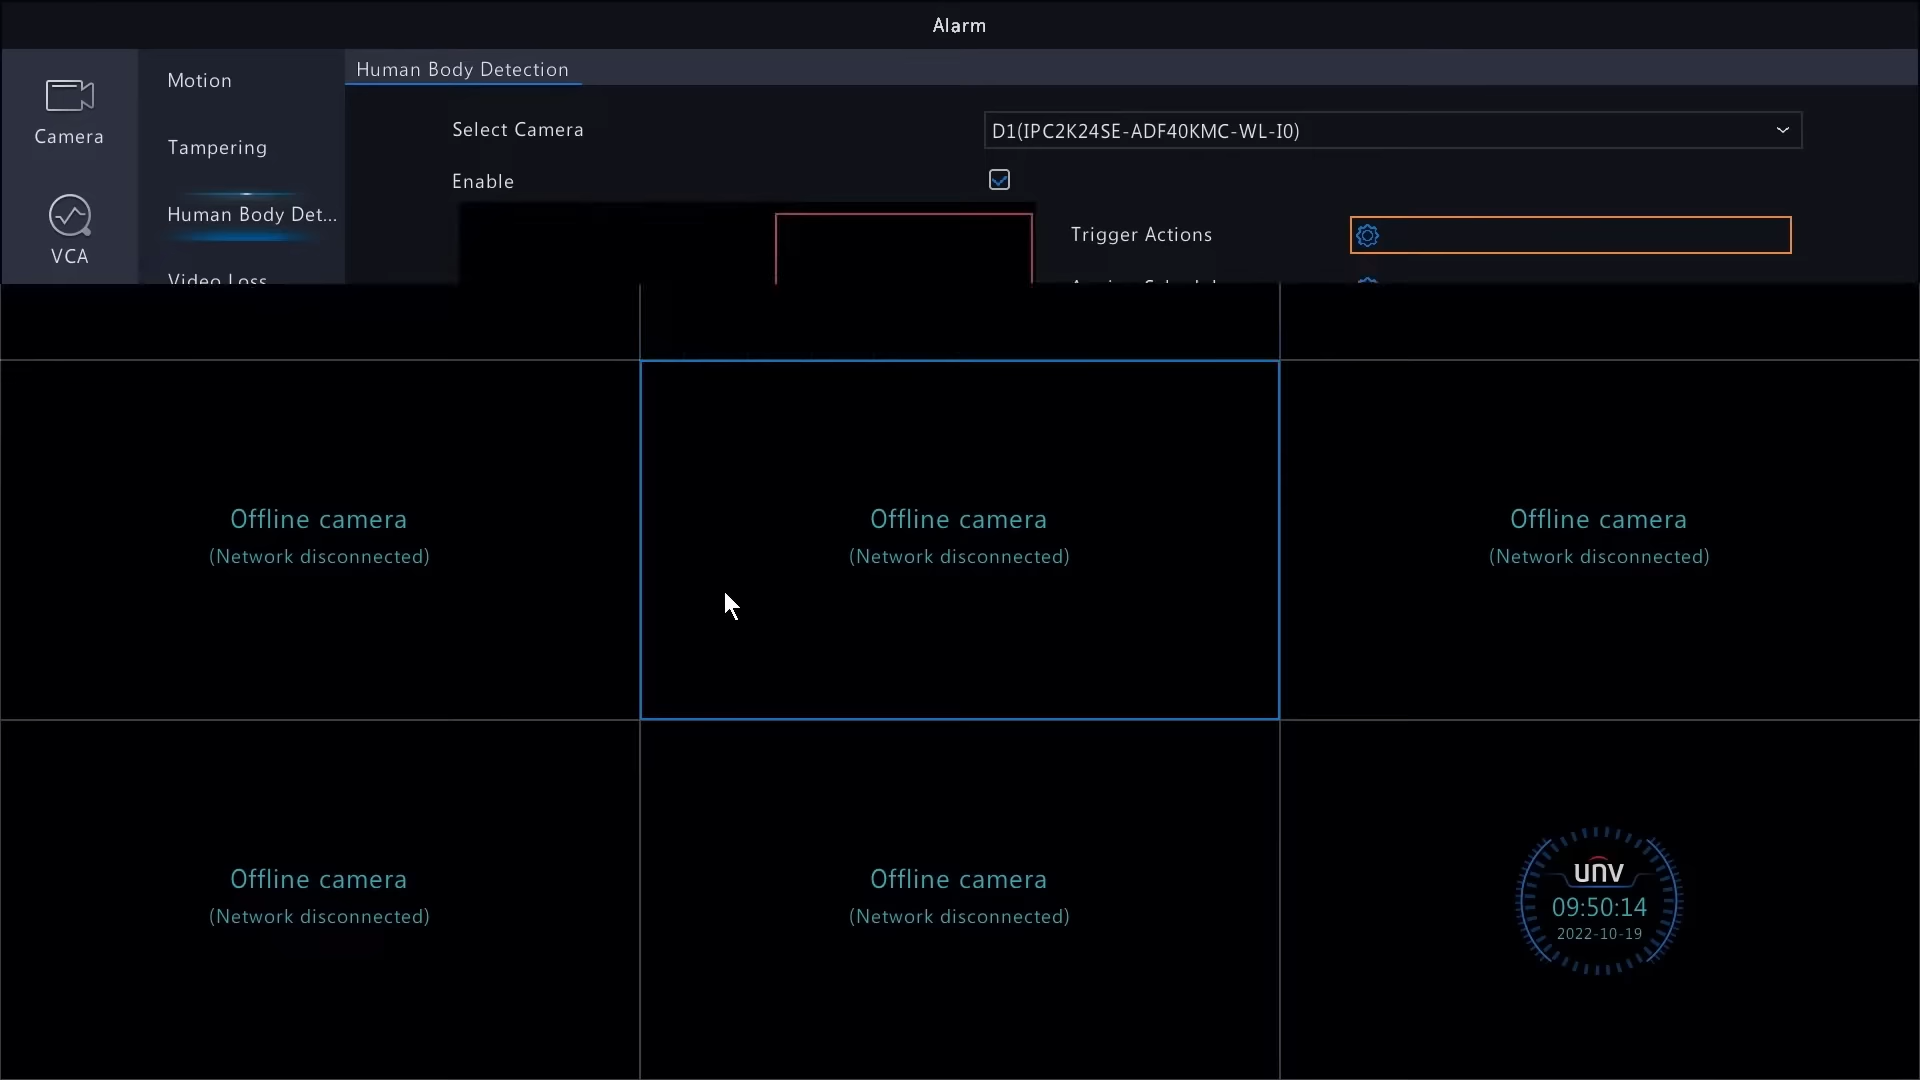 Alarm
Camera
VCA
Motion
Tampering
Human Body Det...
Video Loss
Human Body Detection
Select Camera
D1(IPC2K24SE-ADF40KMC-WL-I0)
Enable
Trigger Actions
Offline camera
(Network disconnected)
Offline camera
(Network disconnected)
Offline camera
(Network disconnected)
Offline camera
(Network disconnected)
Offline camera
(Network disconnected)
unv
09:50:14
2022-10-19